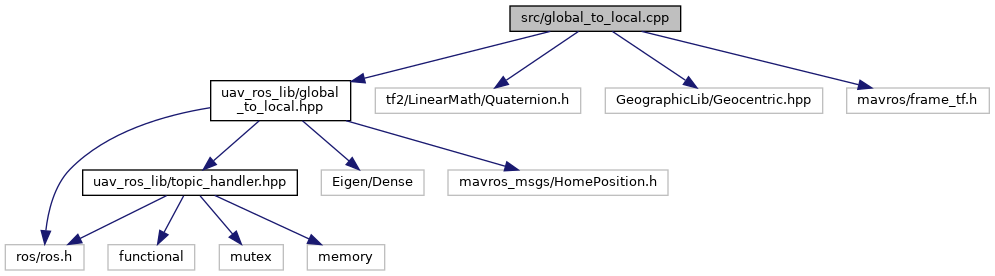 src/global_to_local.cpp
uav_ros_lib/global
_to_local.hpp
tf2/LinearMath/Quaternion.h
GeographicLib/Geocentric.hpp
mavros/frame_tf.h
uav_ros_lib/topic_handler.hpp
Eigen/Dense
mavros_msgs/HomePosition.h
ros/ros.h
functional
mutex
memory